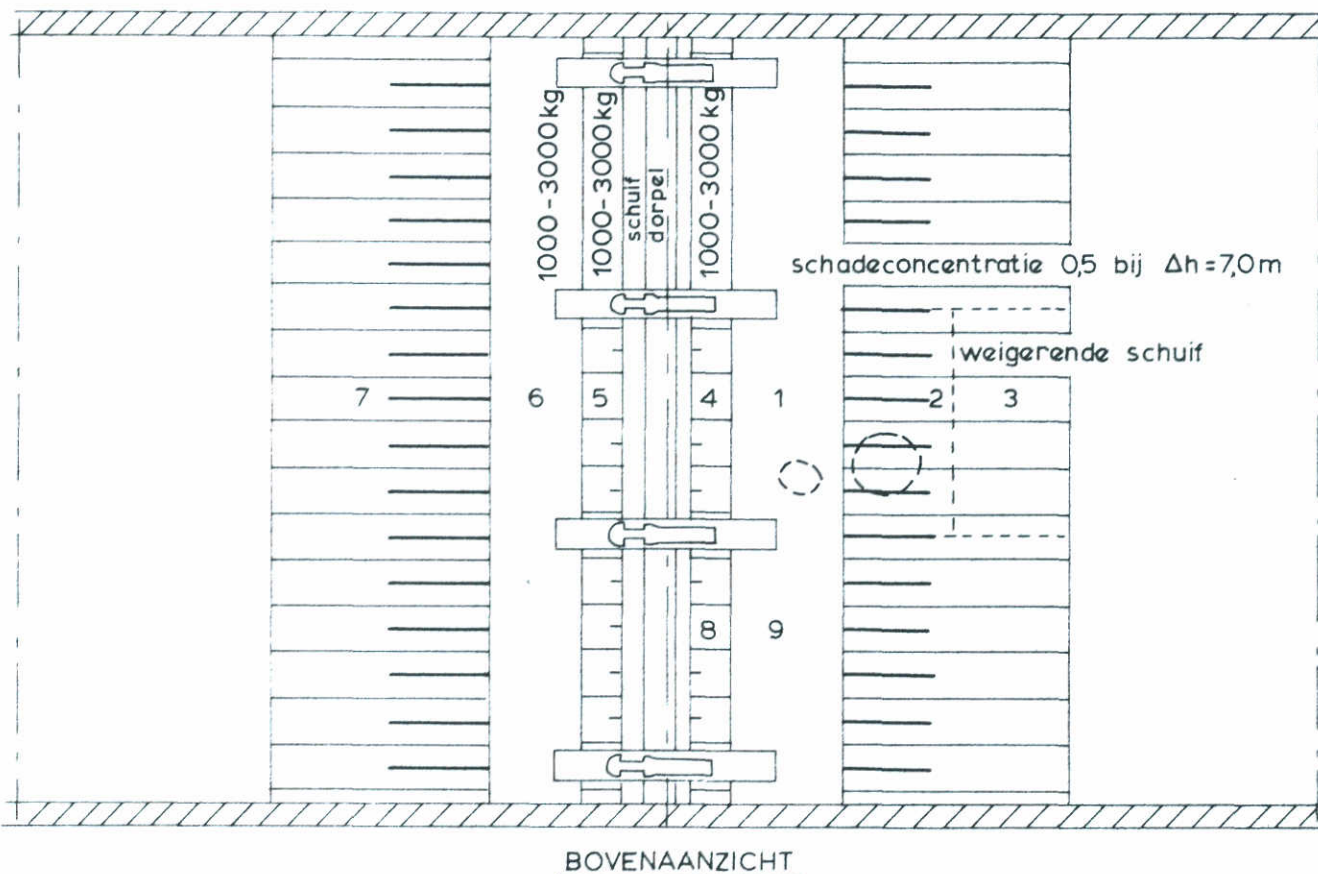 1000-3000kg
1000-3000kg
schuif
dorpel
1000-3000kg
schadeconcentratie 0,5 bij Δh=7,0m
weigerende schuif
7
6
5
4
1
2
3
8
9
BOVENAANZICHT